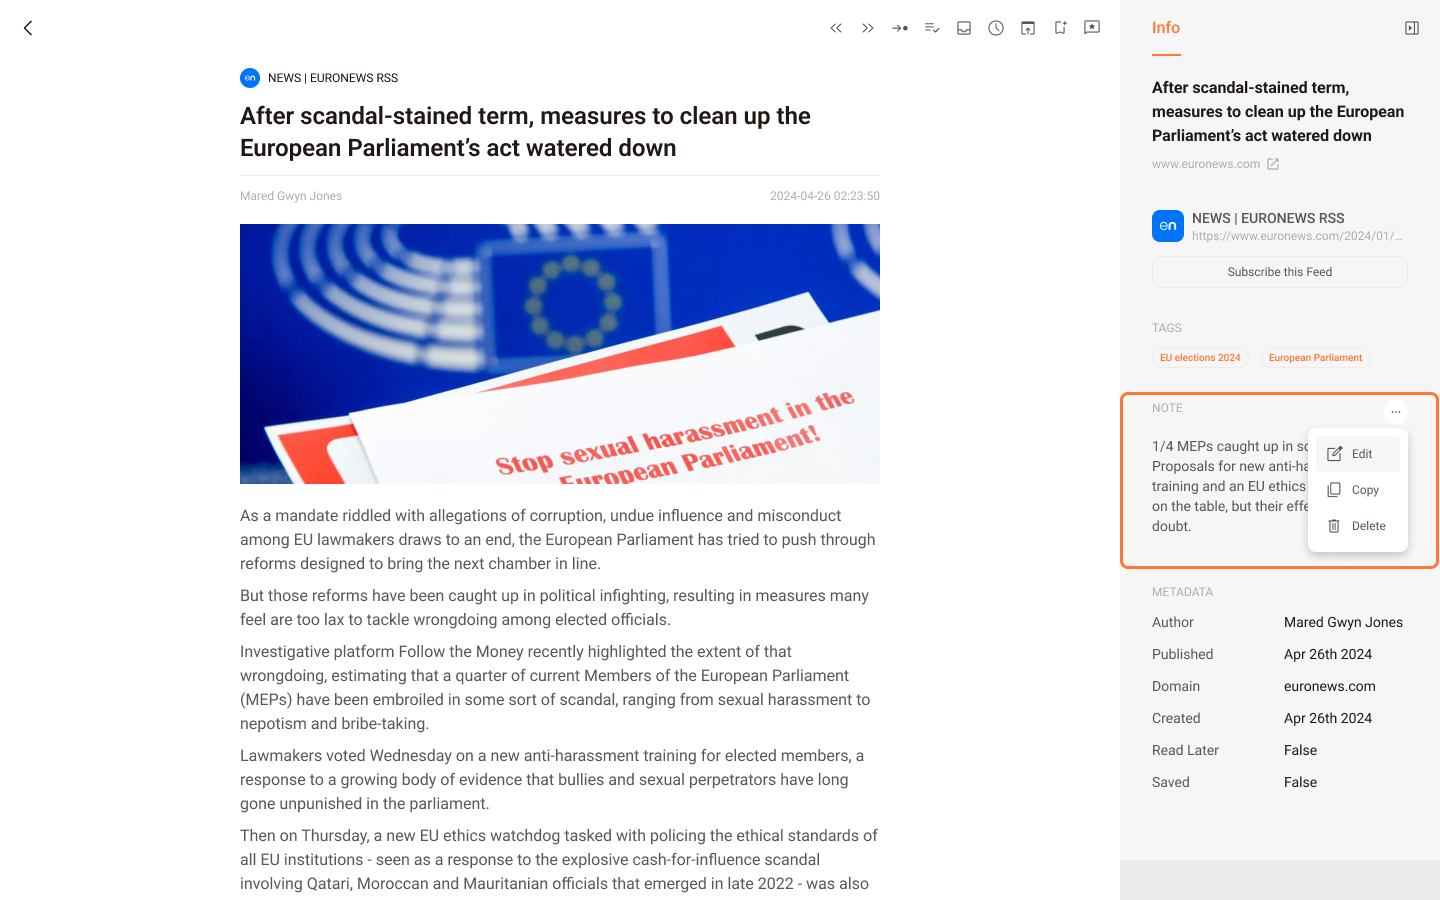 en NEWS | EURONEWS RSS
After scandal-stained term, measures to clean up the
European Parliament’s act watered down
Mared Gwyn Jones 2024-04-26 02:23:50
Stop sexual harassment in the
European Parliament!
As a mandate riddled with allegations of corruption, undue influence and misconduct
among EU lawmakers draws to an end, the European Parliament has tried to push through
reforms designed to bring the next chamber in line.
But those reforms have been caught up in political infighting, resulting in measures many
feel are too lax to tackle wrongdoing among elected officials.
Investigative platform Follow the Money recently highlighted the extent of that
wrongdoing, estimating that a quarter of current Members of the European Parliament
(MEPs) have been embroiled in some sort of scandal, ranging from sexual harassment to
nepotism and bribe-taking.
Lawmakers voted Wednesday on a new anti-harassment training for elected members, a
response to a growing body of evidence that bullies and sexual perpetrators have long
gone unpunished in the parliament.
Then on Thursday, a new EU ethics watchdog tasked with policing the ethical standards of
all EU institutions - seen as a response to the explosive cash-for-influence scandal
involving Qatari, Moroccan and Mauritanian officials that emerged in late 2022 - was also
Info
After scandal-stained term,
measures to clean up the European
Parliament’s act watered down
www.euronews.com
en NEWS | EURONEWS RSS
https://www.euronews.com/2024/01/...
Subscribe this Feed
TAGS
EU elections 2024 European Parliament
NOTE
1/4 MEPs caught up in
Proposals for new
training and an EU ethics
on the table, but their
doubt.
Edit
Copy
Delete
METADATA
Author Mared Gwyn Jones
Published Apr 26th 2024
Domain euronews.com
Created Apr 26th 2024
Read Later False
Saved False